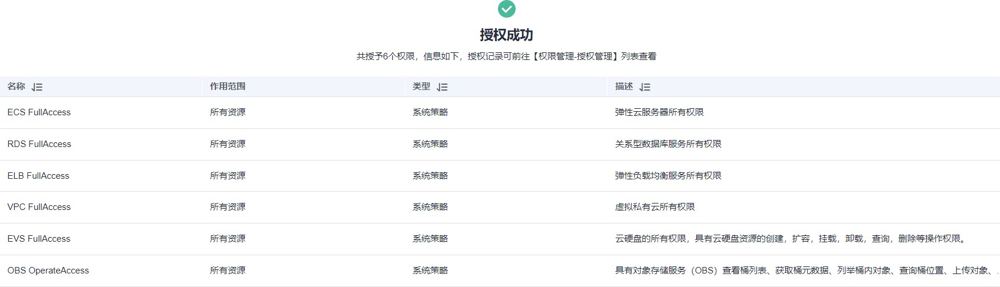 授权成功
共授予6个权限，信息如下，授权记录可前往【权限管理-授权管理】列表查看
名称 作用范围 类型 描述
ECS FullAccess 所有资源 系统策略 弹性云服务器所有权限
RDS FullAccess 所有资源 系统策略 关系型数据库服务所有权限
ELB FullAccess 所有资源 系统策略 弹性负载均衡服务所有权限
VPC FullAccess 所有资源 系统策略 虚拟私有云所有权限
EVS FullAccess 所有资源 系统策略 云硬盘的所有权限，具有云硬盘资源的创建，扩容，挂载，卸载，查询，删除等操作权限。
OBS OperateAccess 所有资源 系统策略 具有对象存储服务（OBS）查看桶列表、获取桶元数据、列举桶内对象、查询桶位置、上传对象、..